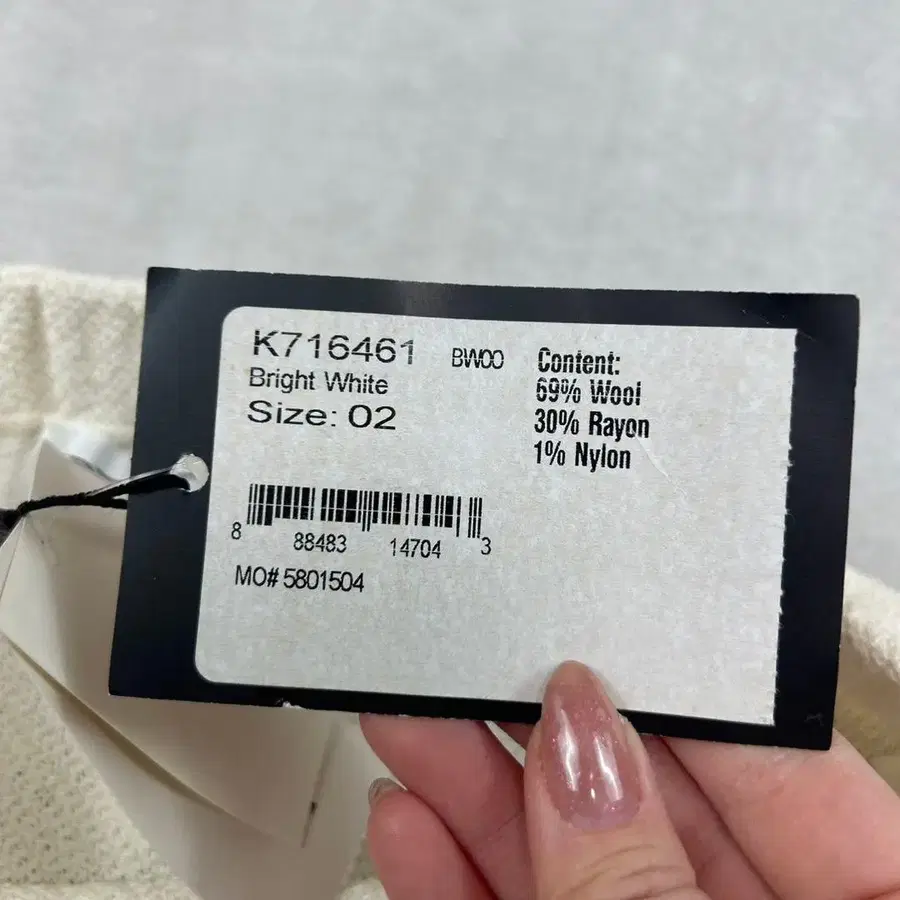 K716461 BW00
Bright White
Size: 02
Content:
69% Wool
30% Rayon
1% Nylon
8 88483 14704 3
MO# 5801504